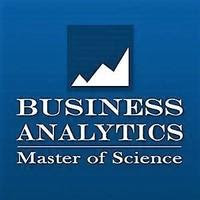 BUSINESS
ANALYTICS
Master of Science